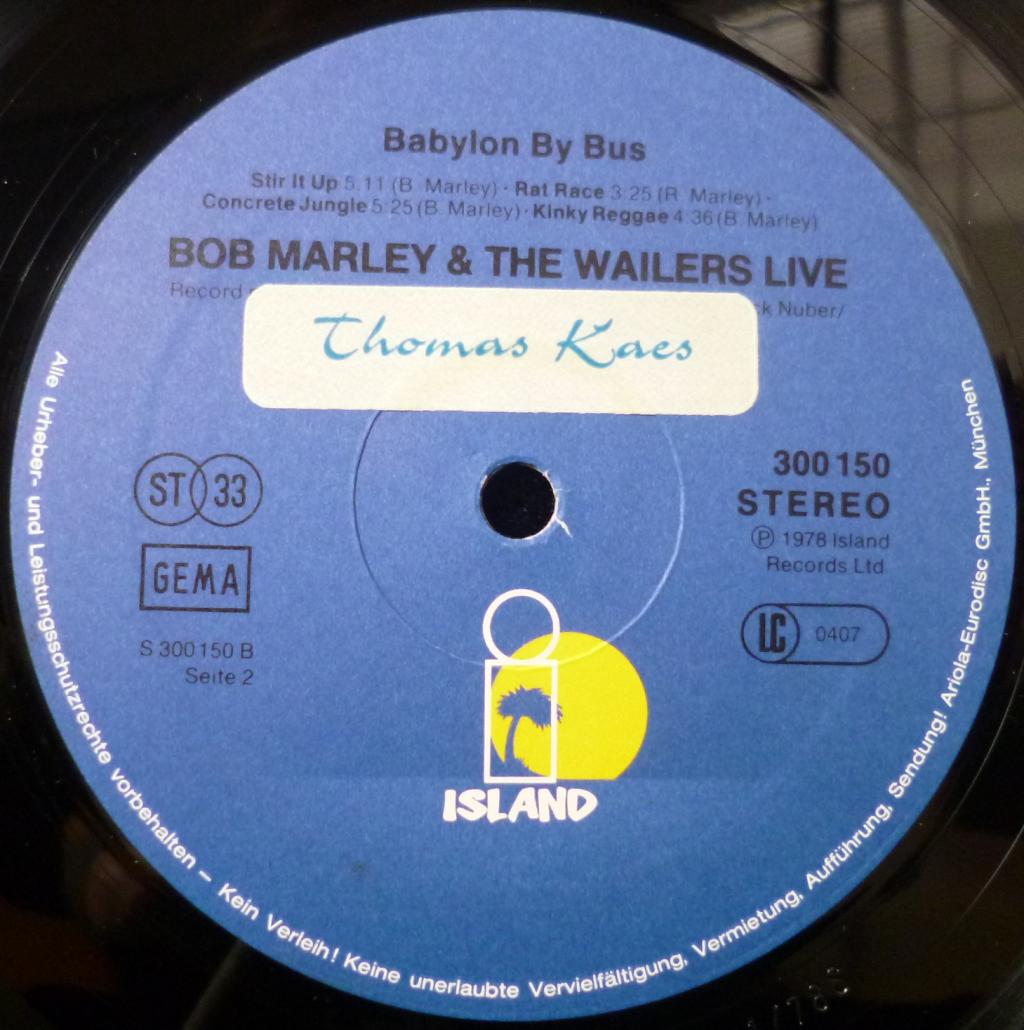 Babylon By Bus
Stir It Up 5:11 (B. Marley) · Rat Race 3:25 (R. Marley) ·
Concrete Jungle 5:25 (B. Marley) · Kinky Reggae 4:36 (B. Marley)
BOB MARLEY & THE WAILERS LIVE
Record
k Nuber/
Thomas Kaes
ST 33
GEMA
S 300 150 B
Seite 2
300 150
STEREO
Ⓟ 1978 Island
Records Ltd
LC 0407
ISLAND
Alle Urheber- und Leistungsschutzrechte vorbehalten – Kein Verleih! Keine unerlaubte Vervielfältigung, Vermietung, Aufführung, Sendung! Ariola-Eurodisc GmbH., München